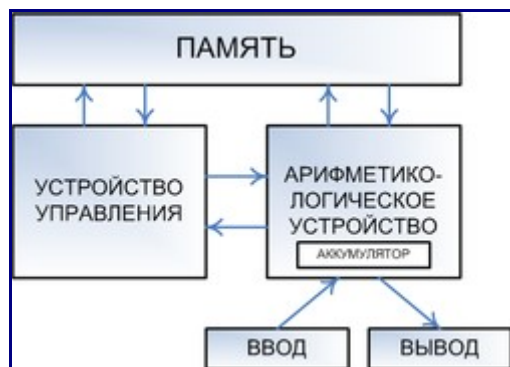 ПАМЯТЬ
УСТРОЙСТВО
УПРАВЛЕНИЯ
АРИФМЕТИКО-
ЛОГИЧЕСКОЕ
УСТРОЙСТВО
АККУМУЛЯТОР
ВВОД
ВЫВОД